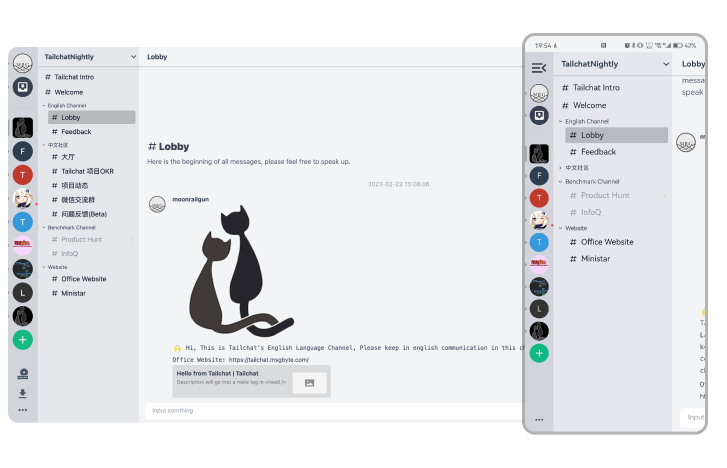 TailchatNightly
# Tailchat Intro
# Welcome
English Channel
# Lobby
# Feedback
中文社区
# 大厅
# Tailchat 项目OKR
# 项目动态
# 微信交流群
# 问题反馈(Beta)
Benchmark Channel
# Product Hunt
# InfoQ
Website
# Office Website
# Ministar
F
T
T
L
+
Lobby
# Lobby
Here is the beginning of all messages, please feel free to speak up.
2023-02-22 15:08:06
moonrailgun
🙌 Hi, This is Tailchat's English Language Channel, Please keep in english communication in this c
Office Website: https://tailchat.msgbyte.com/
Hello from Tailchat | Tailchat
Description will go into a meta tag in <head />
Input somthing
19:54
42%
TailchatNightly
# Tailchat Intro
# Welcome
English Channel
# Lobby
# Feedback
中文社区
Benchmark Channel
# Product Hunt
# InfoQ
Website
# Office Website
# Ministar
F
T
T
L
+
Lobby
messa
speak
Input